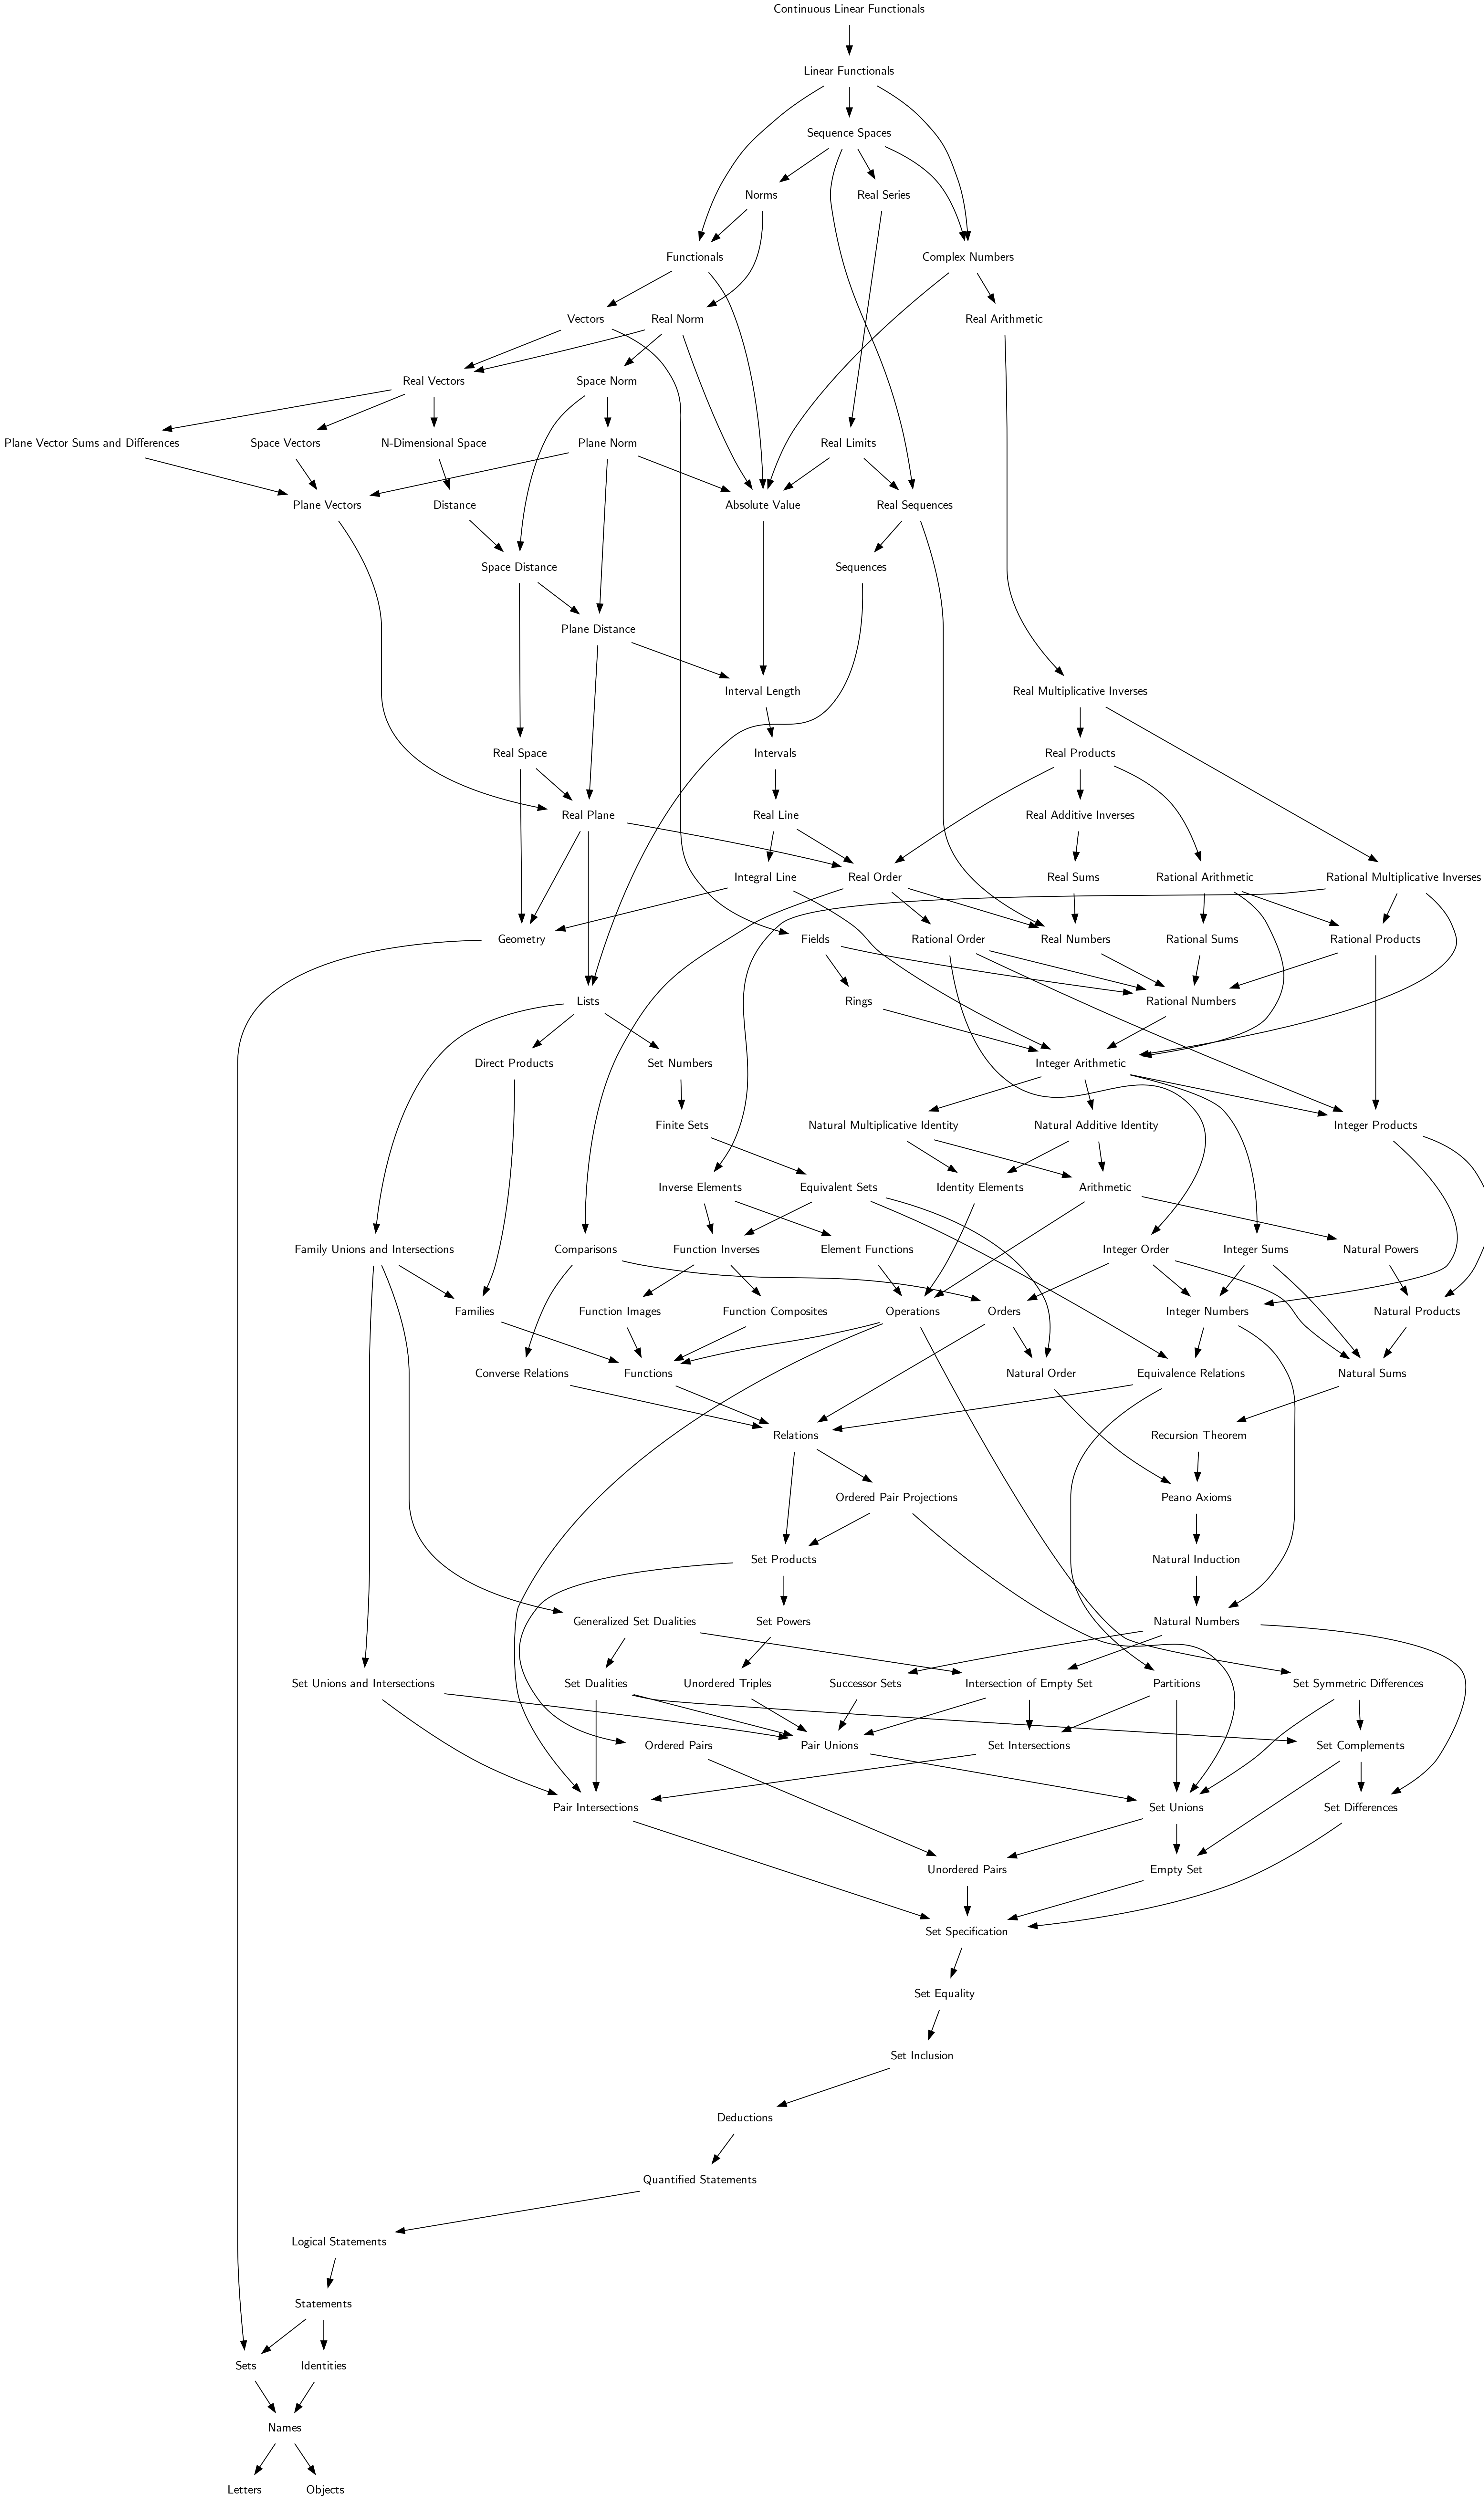 Continuous Linear Functionals
Linear Functionals
Sequence Spaces
Norms
Real Series
Functionals
Complex Numbers
Vectors
Real Norm
Real Arithmetic
Real Vectors
Space Norm
Plane Vector Sums and Differences
Space Vectors
N-Dimensional Space
Plane Norm
Real Limits
Plane Vectors
Distance
Absolute Value
Real Sequences
Space Distance
Sequences
Plane Distance
Interval Length
Real Multiplicative Inverses
Real Space
Intervals
Real Products
Real Plane
Real Line
Real Additive Inverses
Integral Line
Real Order
Real Sums
Rational Arithmetic
Rational Multiplicative Inverses
Geometry
Fields
Rational Order
Real Numbers
Rational Sums
Rational Products
Lists
Rings
Rational Numbers
Direct Products
Set Numbers
Integer Arithmetic
Finite Sets
Natural Multiplicative Identity
Natural Additive Identity
Integer Products
Inverse Elements
Equivalent Sets
Identity Elements
Arithmetic
Family Unions and Intersections
Comparisons
Function Inverses
Element Functions
Integer Order
Integer Sums
Natural Powers
Families
Function Images
Function Composites
Operations
Orders
Integer Numbers
Natural Products
Converse Relations
Functions
Natural Order
Equivalence Relations
Natural Sums
Relations
Recursion Theorem
Ordered Pair Projections
Peano Axioms
Set Products
Natural Induction
Generalized Set Dualities
Set Powers
Natural Numbers
Set Unions and Intersections
Set Dualities
Unordered Triples
Successor Sets
Intersection of Empty Set
Partitions
Set Symmetric Differences
Ordered Pairs
Pair Unions
Set Intersections
Set Complements
Pair Intersections
Set Unions
Set Differences
Unordered Pairs
Empty Set
Set Specification
Set Equality
Set Inclusion
Deductions
Quantified Statements
Logical Statements
Statements
Sets
Identities
Names
Letters
Objects